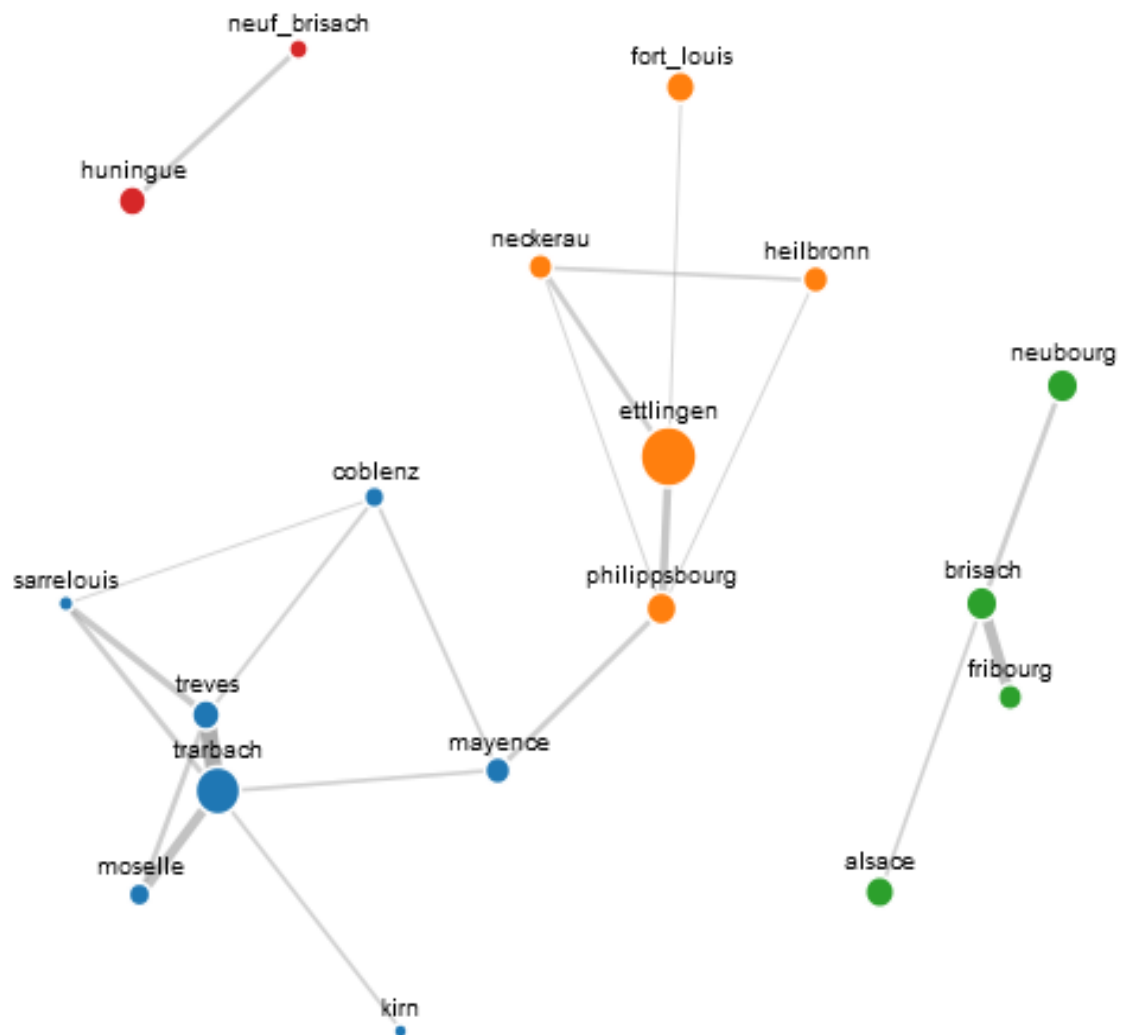 neuf_brisach
fort_louis
huningue
neckerau
heilbronn
neubourg
ettlingen
coblenz
brisach
sarrelouis
philippsbourg
fribourg
treves
mayence
trarbach
alsace
moselle
kirn